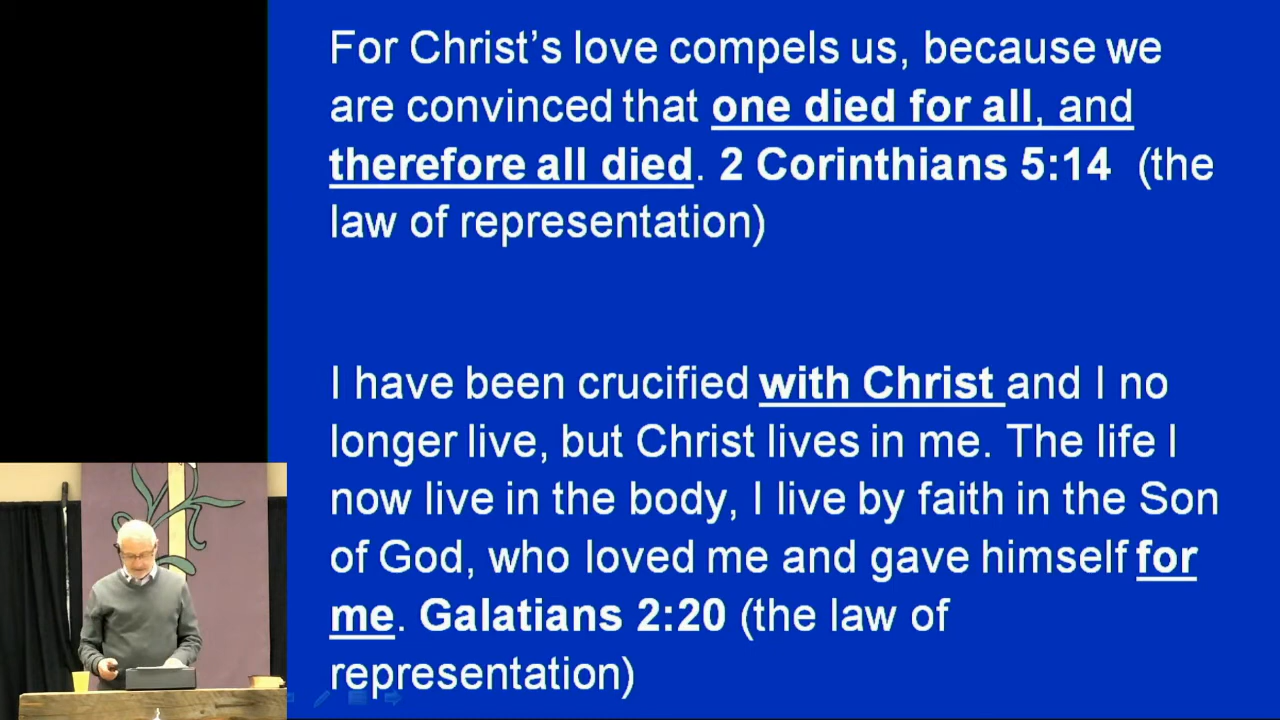 For Christ’s love compels us, because we
are convinced that one died for all, and
therefore all died. 2 Corinthians 5:14 (the
law of representation)
I have been crucified with Christ and I no
longer live, but Christ lives in me. The life I
now live in the body, I live by faith in the Son
of God, who loved me and gave himself for
me. Galatians 2:20 (the law of
representation)